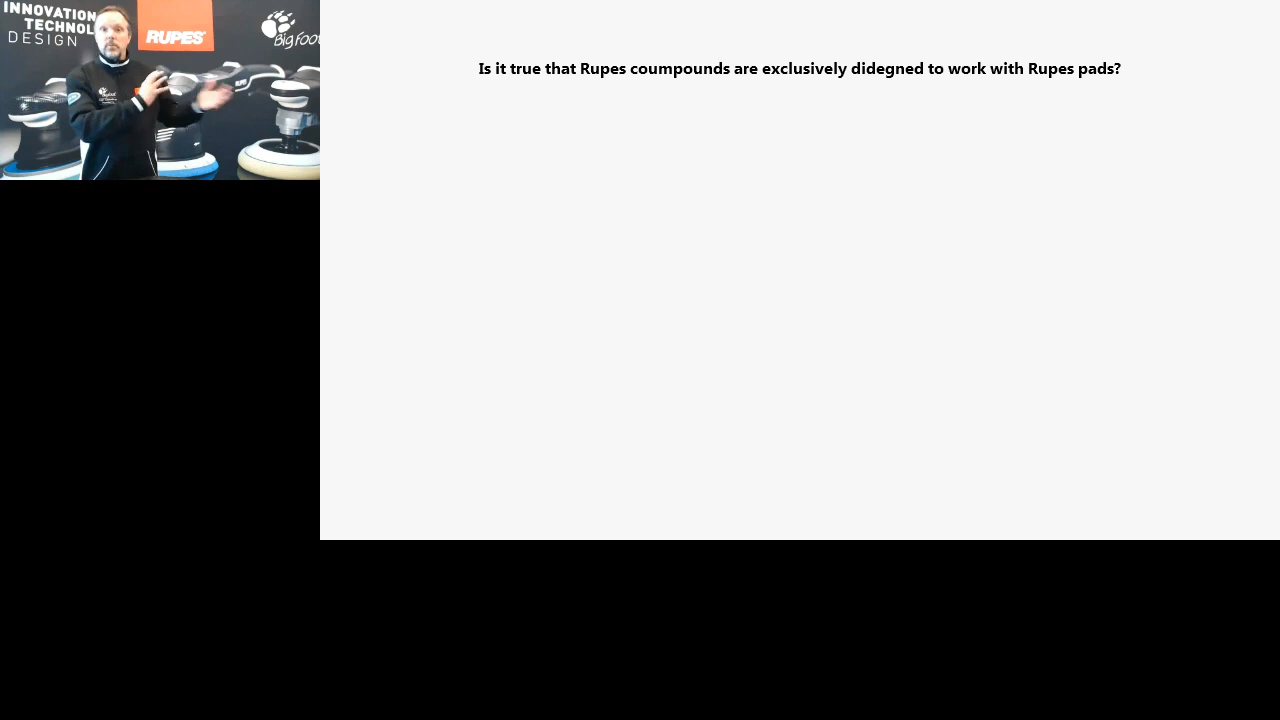 INNOVATION
TECHNOL
DESIGN
RUPES
BigFoot
Is it true that Rupes coumpounds are exclusively didegned to work with Rupes pads?